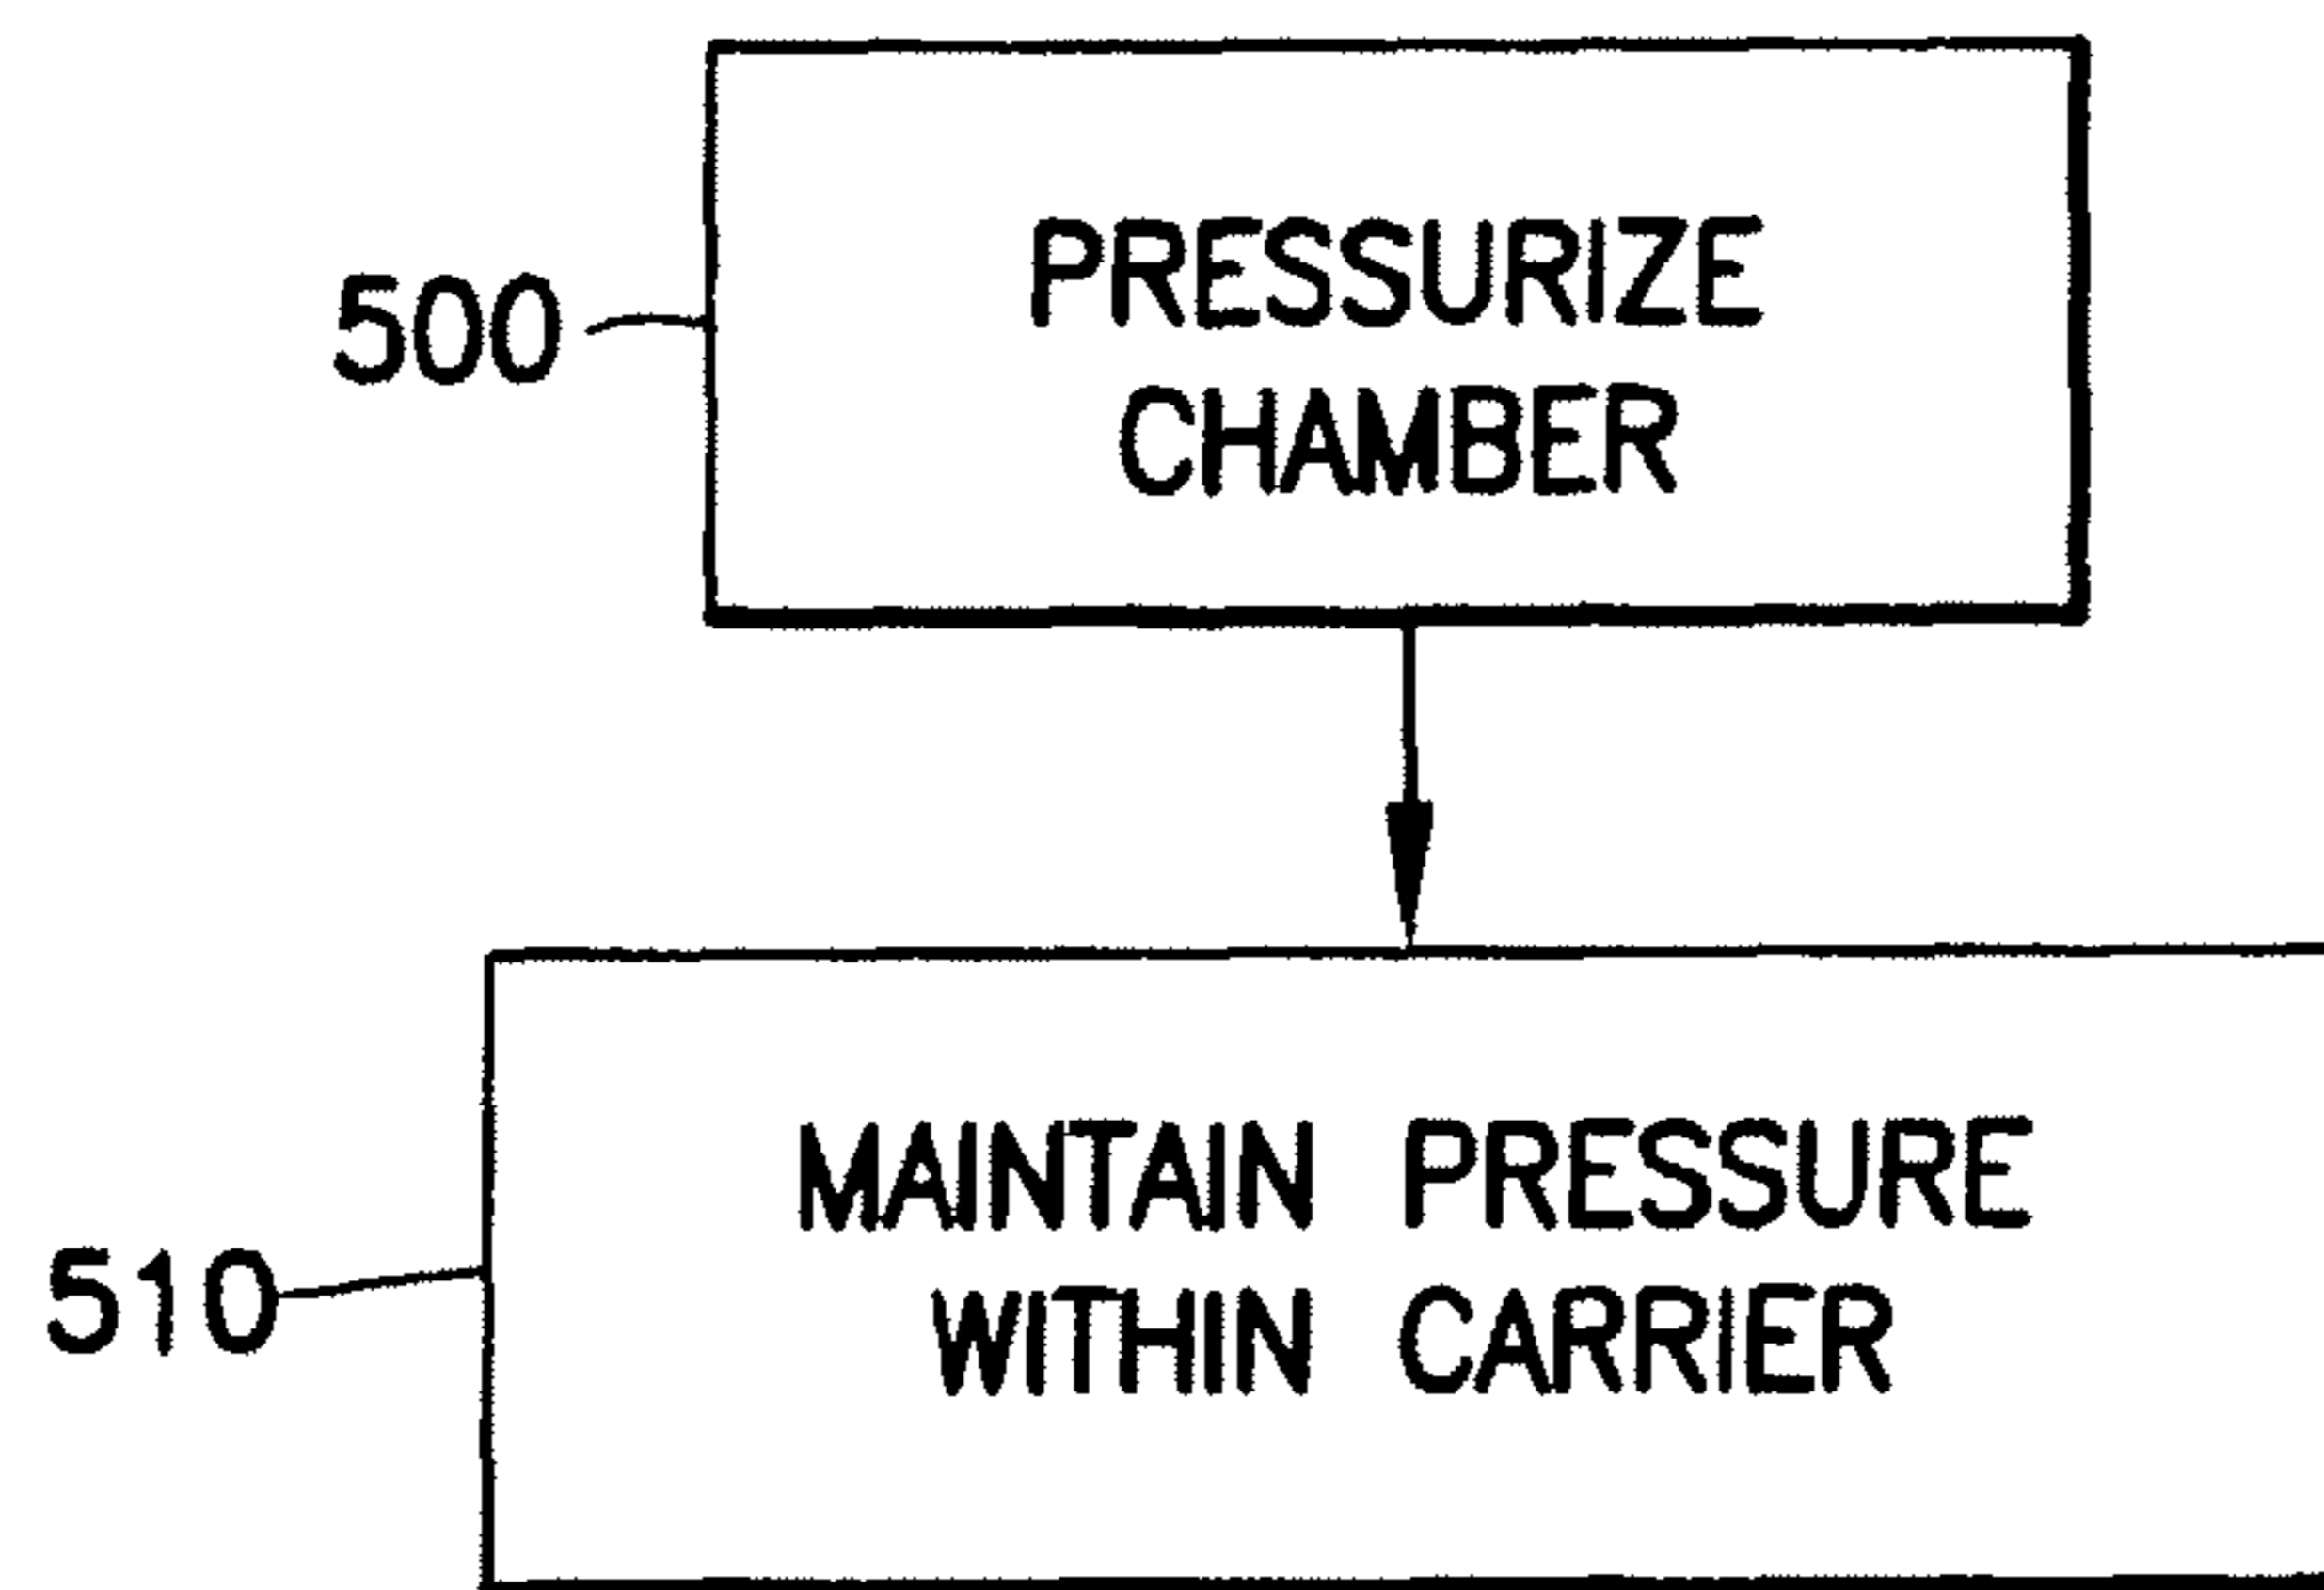 500
PRESSURIZE
CHAMBER
510
MAINTAIN PRESSURE
WITHIN CARRIER